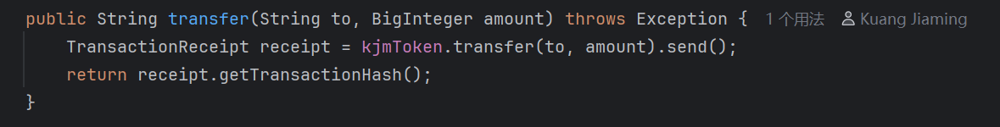 public String transfer(String to, BigInteger amount) throws Exception { 1 个用法 Kuang Jiaming
    TransactionReceipt receipt = kjmToken.transfer(to, amount).send();
    return receipt.getTransactionHash();
}